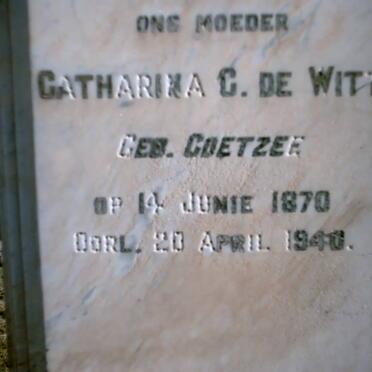 ONS MOEDER
CATHARINA C. DE WITT
GEB. COETZEE
OP 14 JUNIE 1870
OORL. 20 APRIL 1940.